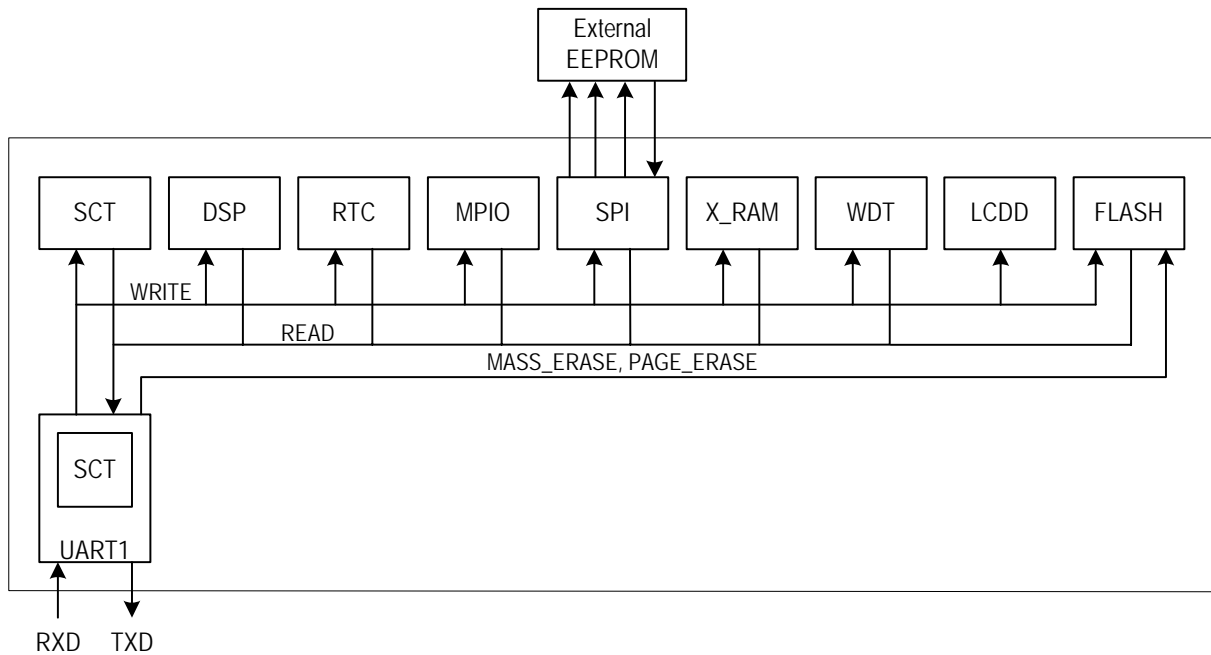 External
EEPROM
SCT DSP RTC MPIO SPI X_RAM WDT LCDD FLASH
WRITE
READ
MASS_ERASE, PAGE_ERASE
SCT
UART1
RXD TXD